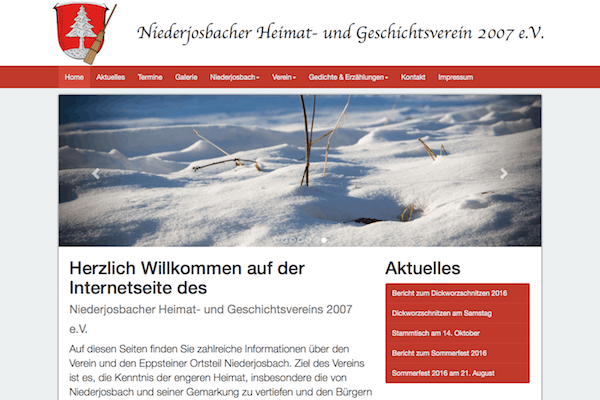 Niederjosbacher Heimat- und Geschichtsverein 2007 e.V.
Home Aktuelles Termine Galerie Niederjosbach Verein Gedichte & Erzählungen Kontakt Impressum
Herzlich Willkommen auf der
Internetseite des
Niederjosbacher Heimat- und Geschichtsvereins 2007
e.V.
Auf diesen Seiten finden Sie zahlreiche Informationen über den
Verein und den Eppsteiner Ortsteil Niederjosbach. Ziel des Vereins
ist es, die Kenntnis der engeren Heimat, insbesondere die von
Niederjosbach und seiner Gemarkung zu vertiefen und den Bürgern
Aktuelles
Bericht zum Dickworzschnitzen 2016
Dickworzschnitzen am Samstag
Stammtisch am 14. Oktober
Bericht zum Sommerfest 2016
Sommerfest 2016 am 21. August